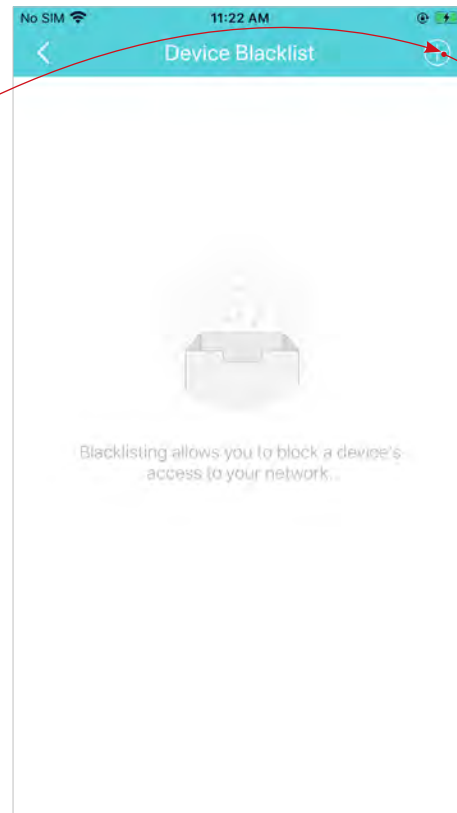 No SIM 11:22 AM
Device Blacklist
Blacklisting allows you to block a device's
access to your network.